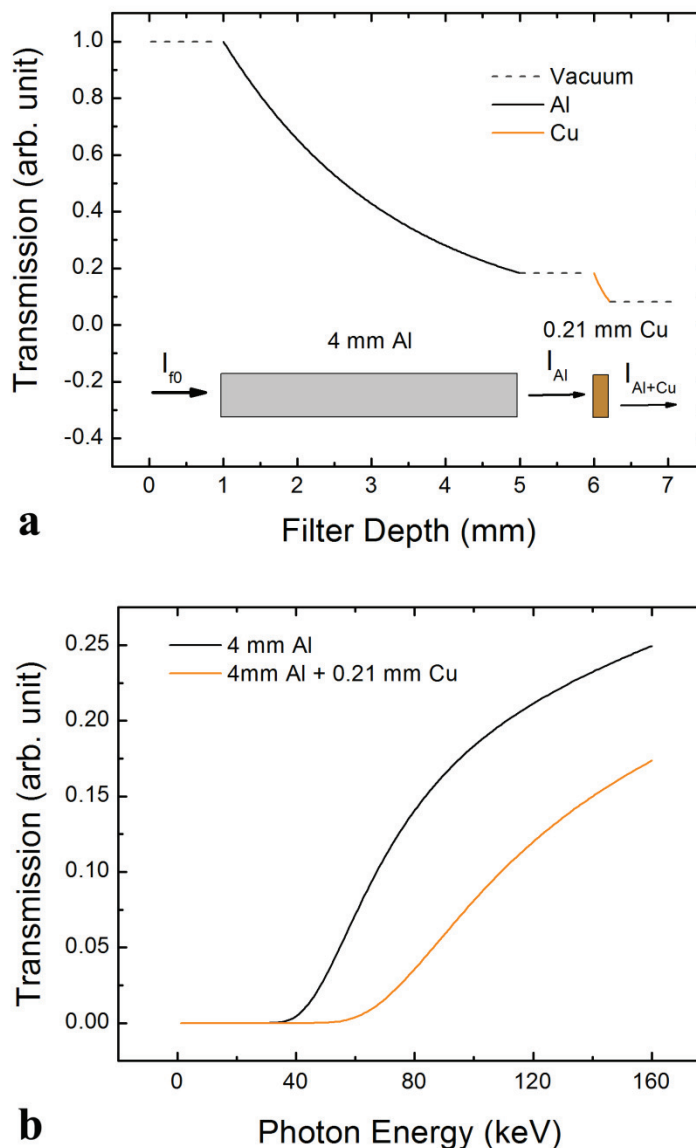 1.0
0.8
0.6
0.4
0.2
0.0
-0.2
-0.4
Transmission (arb. unit)
Vacuum
Al
Cu
4 mm Al
0.21 mm Cu
I_f0
I_Al
I_Al+Cu
0 1 2 3 4 5 6 7
Filter Depth (mm)
a
0.25
0.20
0.15
0.10
0.05
0.00
Transmission (arb. unit)
4 mm Al
4mm Al + 0.21 mm Cu
0 40 80 120 160
Photon Energy (keV)
b